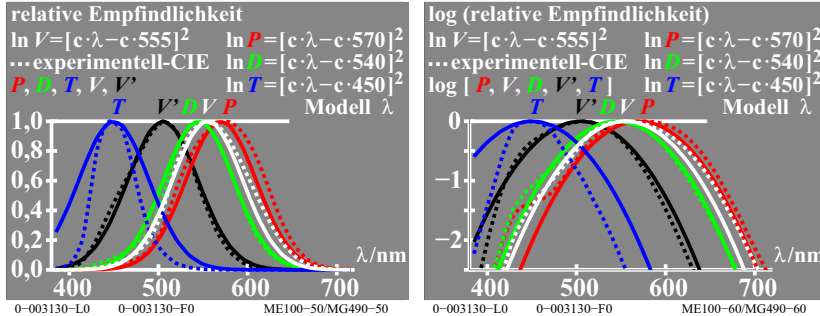 relative Empfindlichkeit
ln V=[c·λ−c·555]² ln P=[c·λ−c·570]²
experimentell-CIE ln D=[c·λ−c·540]²
P, D, T, V, V' ln T=[c·λ−c·450]²
T V' D V P Modell λ
1,0
0,8
0,6
0,4
0,2
λ/nm
0,0
400 500 600 700
0−003130−L0 0−003130−F0 ME100−50/MG490−50
log (relative Empfindlichkeit)
ln V=[c·λ−c·555]² ln P=[c·λ−c·570]²
experimentell-CIE ln D=[c·λ−c·540]²
log [ P, V, D, V', T ] ln T=[c·λ−c·450]²
T V' D V P Modell λ
0
−1
−2
λ/nm
400 500 600 700
0−003130−L0 0−003130−F0 ME100−60/MG490−60